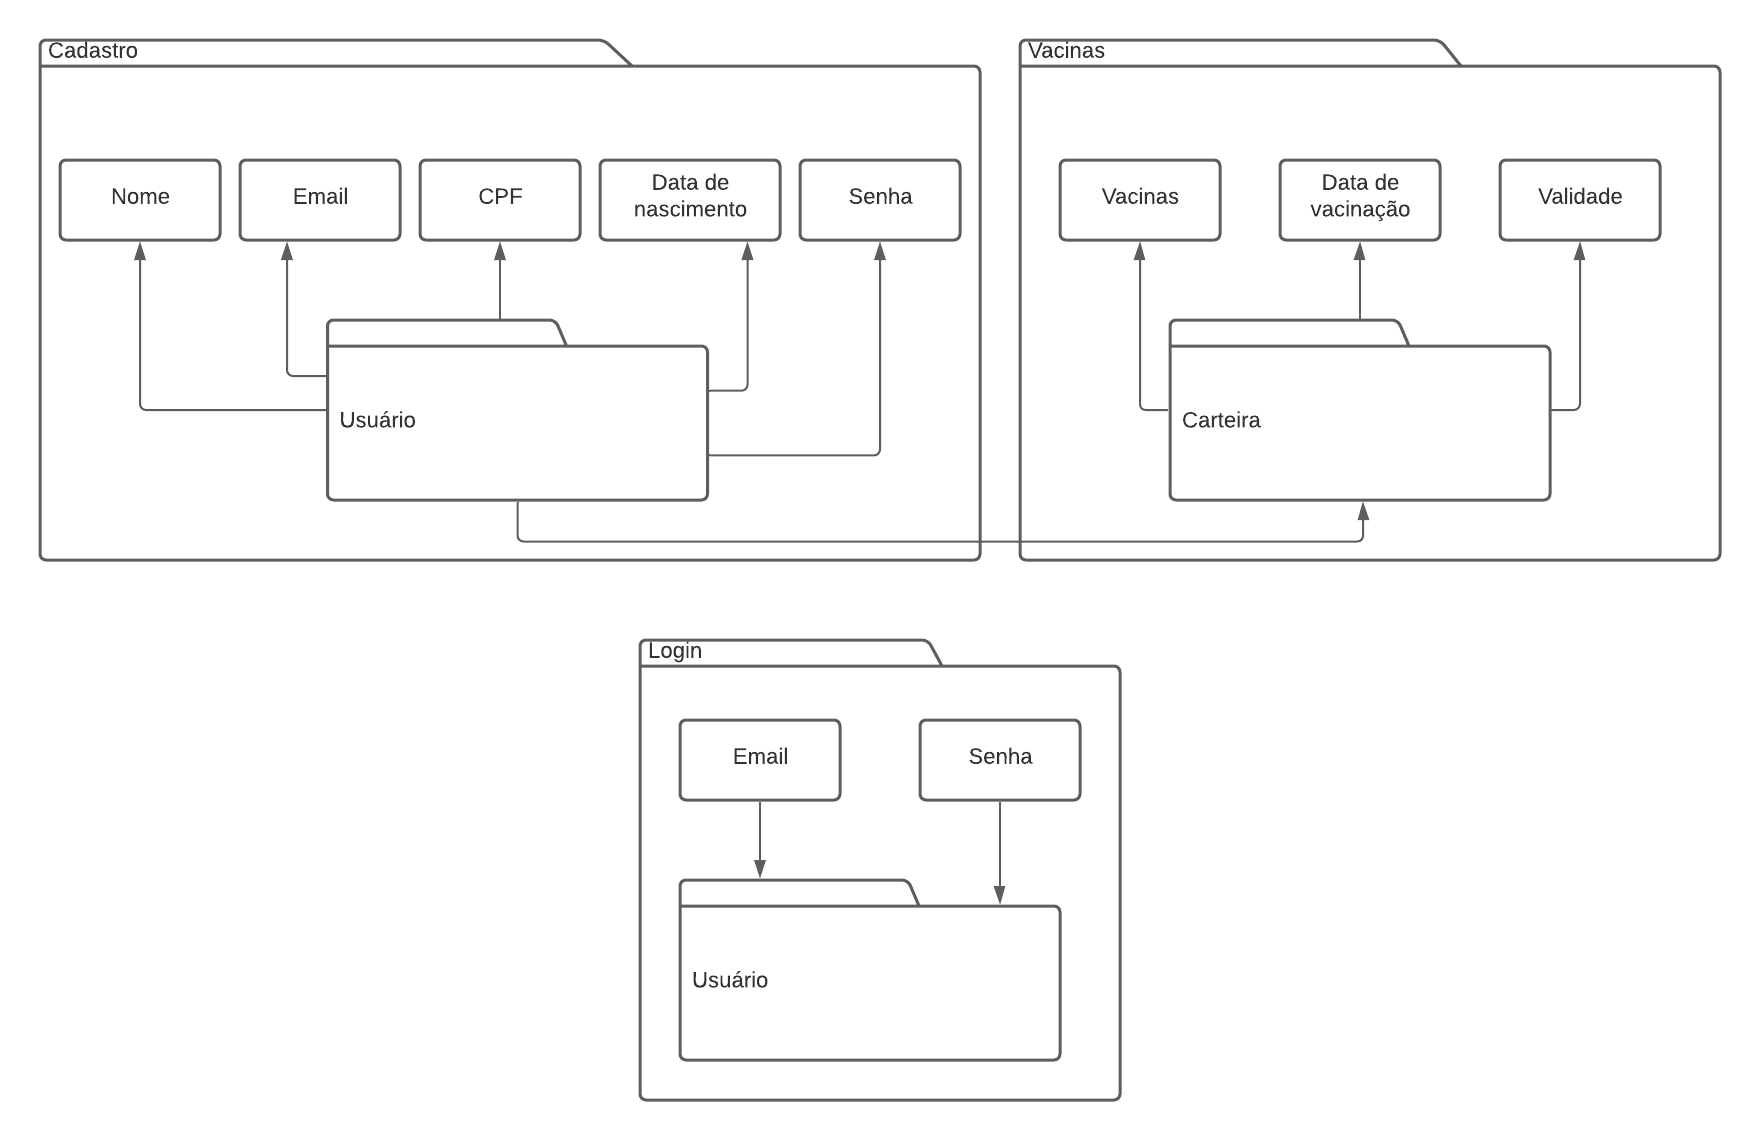 Cadastro
Nome
Email
CPF
Data de
nascimento
Senha
Usuário
Vacinas
Vacinas
Data de
vacinação
Validade
Carteira
Login
Email
Senha
Usuário